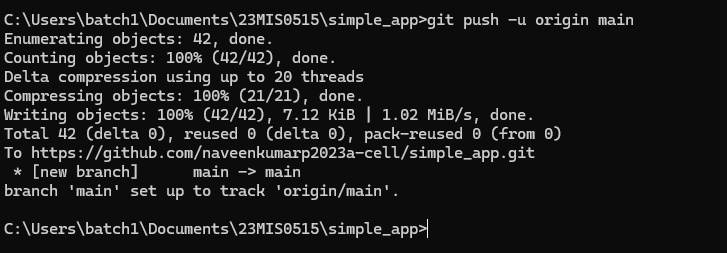 C:\Users\batch1\Documents\23MIS0515\simple_app>git push -u origin main
Enumerating objects: 42, done.
Counting objects: 100% (42/42), done.
Delta compression using up to 20 threads
Compressing objects: 100% (21/21), done.
Writing objects: 100% (42/42), 7.12 KiB | 1.02 MiB/s, done.
Total 42 (delta 0), reused 0 (delta 0), pack-reused 0 (from 0)
To https://github.com/naveenkumarp2023a-cell/simple_app.git
 * [new branch]      main -> main
branch 'main' set up to track 'origin/main'.
C:\Users\batch1\Documents\23MIS0515\simple_app>